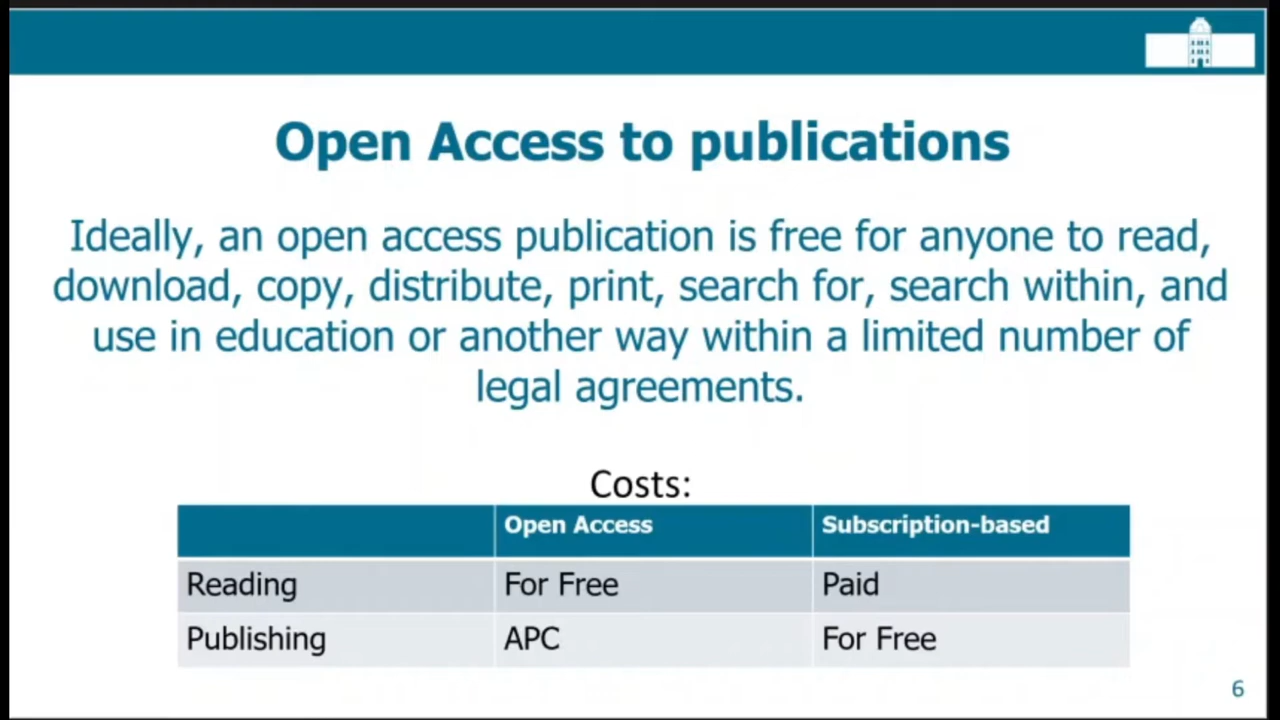 Open Access to publications
Ideally, an open access publication is free for anyone to read,
download, copy, distribute, print, search for, search within, and
use in education or another way within a limited number of
legal agreements.
Costs:
Open Access Subscription-based
Reading For Free Paid
Publishing APC For Free
6